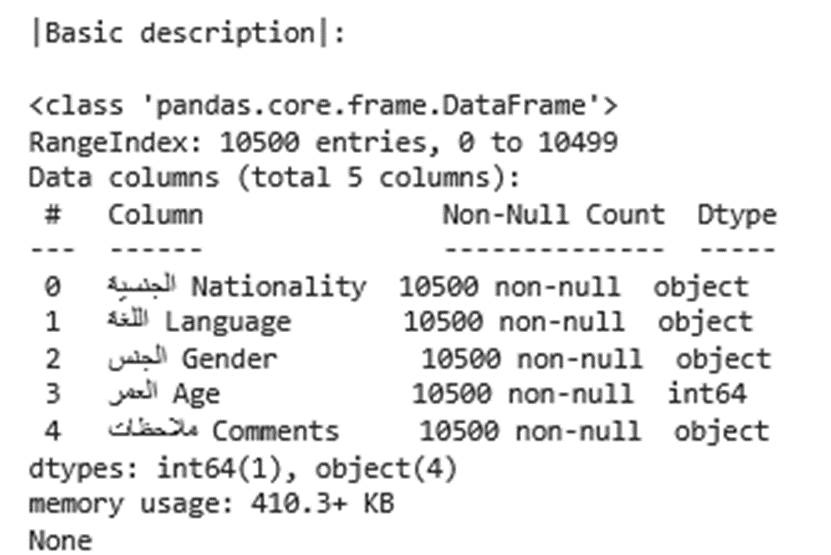 |Basic description|:
<class 'pandas.core.frame.DataFrame'>
RangeIndex: 10500 entries, 0 to 10499
Data columns (total 5 columns):
# Column Non-Null Count Dtype
--- ------ -------------- -----
0 الجنسية Nationality 10500 non-null object
1 اللغة Language 10500 non-null object
2 الجنس Gender 10500 non-null object
3 العمر Age 10500 non-null int64
4 ملاحظات Comments 10500 non-null object
dtypes: int64(1), object(4)
memory usage: 410.3+ KB
None